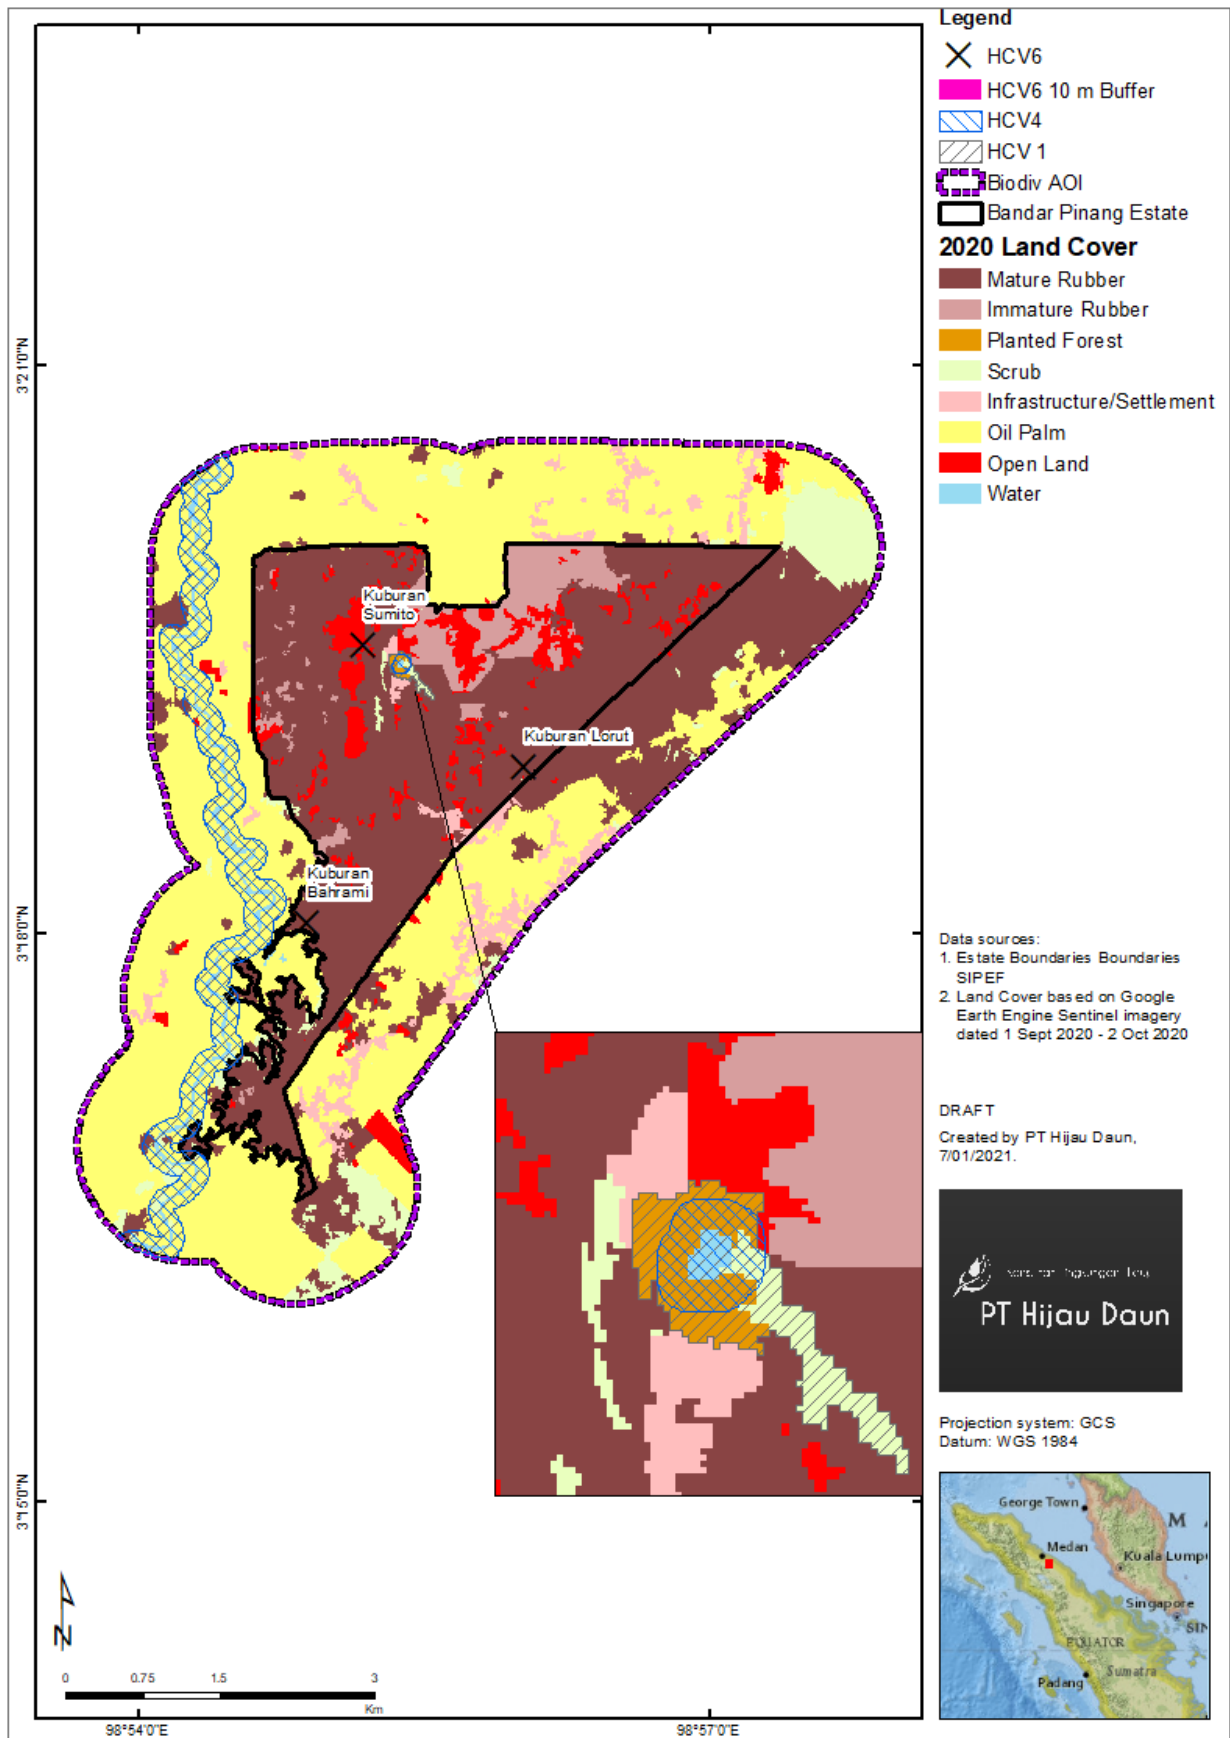 Legend
HCV6
HCV6 10 m Buffer
HCV4
HCV 1
Biodiv AOI
Bandar Pinang Estate
2020 Land Cover
Mature Rubber
Immature Rubber
Planted Forest
Scrub
Infrastructure/Settlement
Oil Palm
Open Land
Water
3°21'0"N
3°18'0"N
3°15'0"N
Kuburan
Sumito
Kuburan Lorut
Kuburan
Bahrami
Data sources:
1. Estate Boundaries Boundaries
SIPEF
2. Land Cover based on Google
Earth Engine Sentinel imagery
dated 1 Sept 2020 - 2 Oct 2020
DRAFT
Created by PT Hijau Daun,
7/01/2021.
PT Hijau Daun
Projection system: GCS
Datum: WGS 1984
George Town
M
Medan
Kuala Lump
Singapore
SIN
EQUATOR
Sumatra
Padang
N
0 0.75 1.5 3
Km
98°54'0"E
98°57'0"E